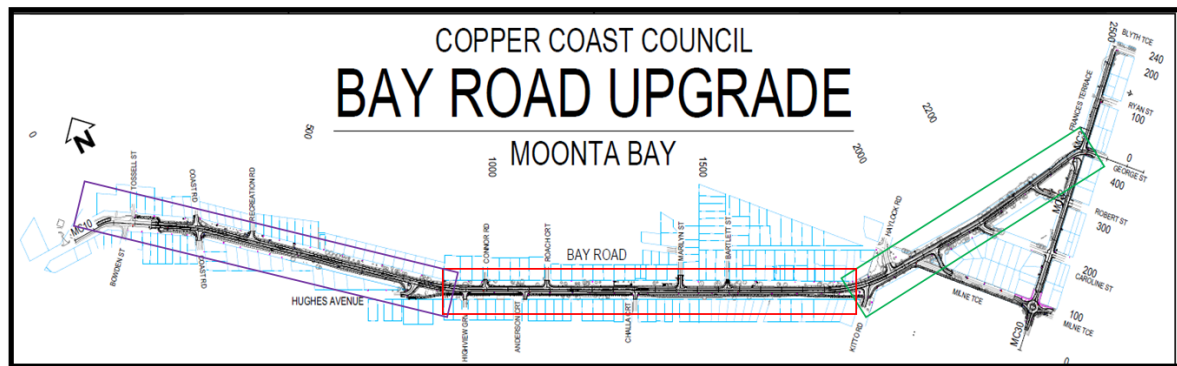 COPPER COAST COUNCIL
BAY ROAD UPGRADE
MOONTA BAY
N
0
500
1000
1500
2000
2200
2500
BLYTH TCE
240
200
RYAN ST
100
FRANCES TERRACE
0
GEORGE ST
400
ROBERT ST
300
200
CAROLINE ST
100
MILNE TCE
MC30
0
MILNE TCE
HAYLOCK RD
KITTO RD
BARTLETT ST
MARILYN ST
BAY ROAD
ROACH CRT
CONNOR RD
CHALLA CRT
ANDERSON CRT
HIGHVIEW GRV
HUGHES AVENUE
RECREATION RD
COAST RD
COAST RD
TOSSELL ST
BOWDEN ST
MC10